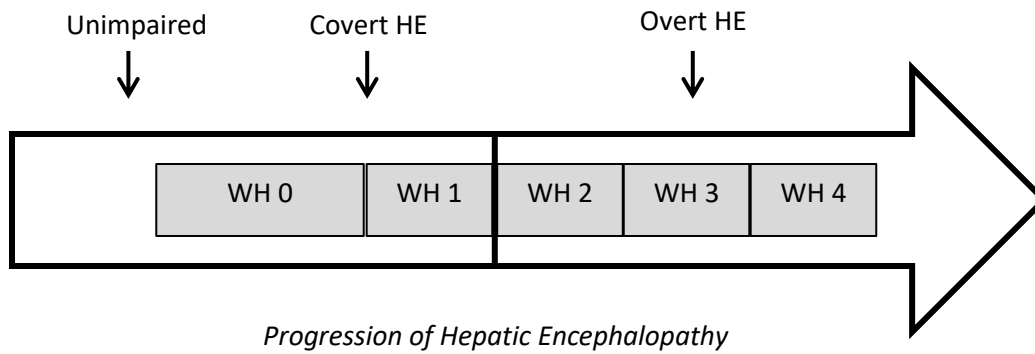 Unimpaired Covert HE Overt HE
WH 0 WH 1 WH 2 WH 3 WH 4
Progression of Hepatic Encephalopathy